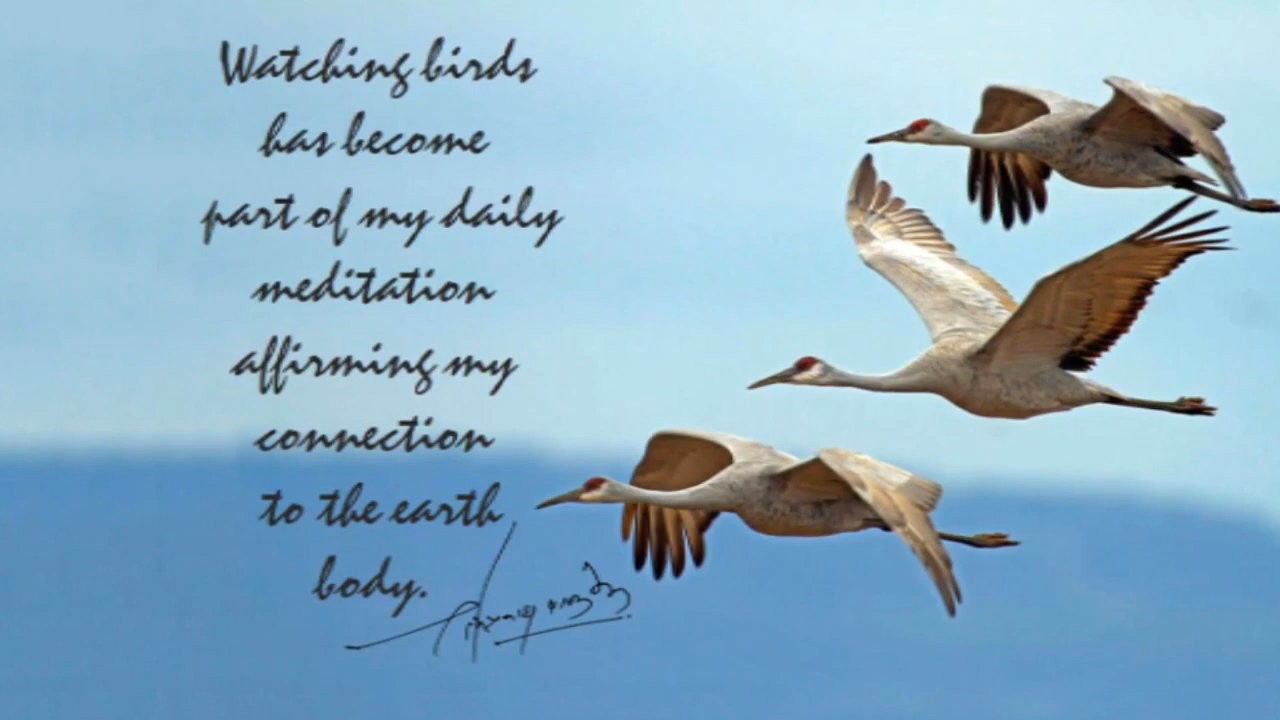 Watching birds
has become
part of my daily
meditation
affirming my
connection
to the earth
body.